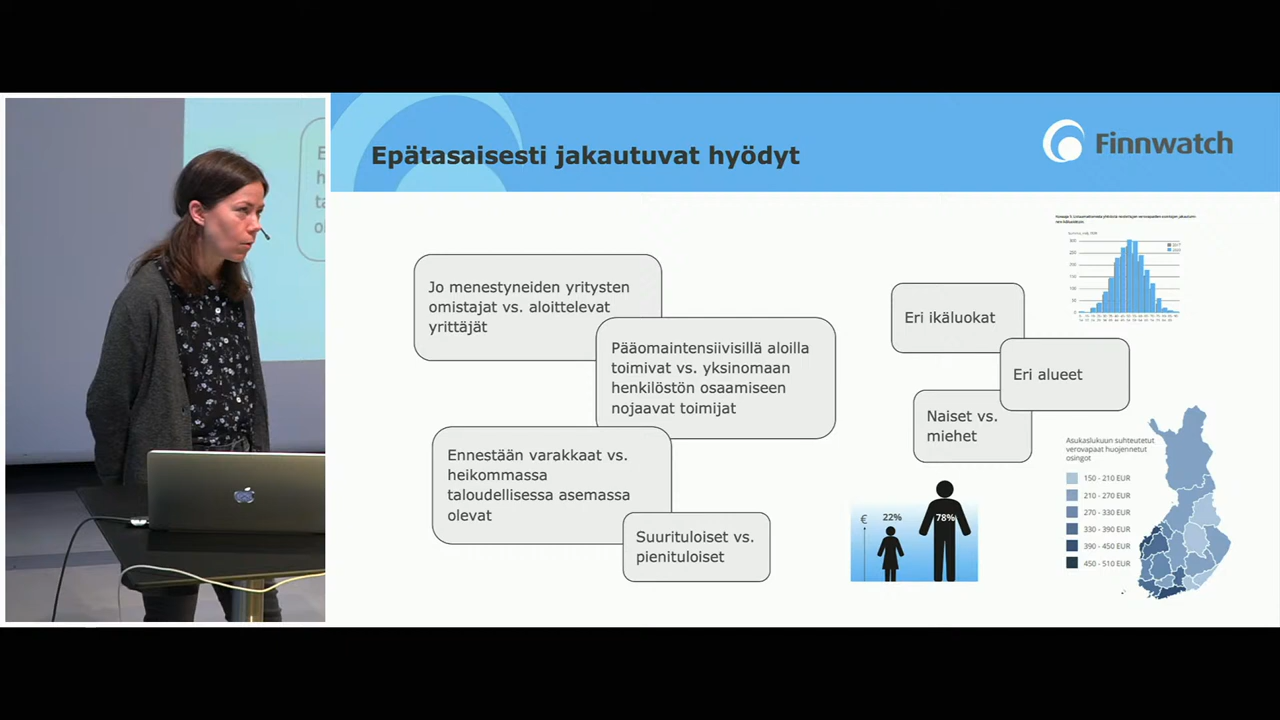 Epätasaisesti jakautuvat hyödyt
Finnwatch
Jo menestyneiden yritysten
omistajat vs. aloittelevat
yrittäjät
Pääomaintensiivisillä aloilla
toimivat vs. yksinomaan
henkilöstön osaamiseen
nojaavat toimijat
Ennestään varakkaat vs.
heikommassa
taloudellisessa asemassa
olevat
Suurituloiset vs.
pienituloiset
Eri ikäluokat
Eri alueet
Naiset vs.
miehet
€ 22% 78%
Asukaslukuun suhteutetut
verovapaat huojennetut
osingot
150 - 210 EUR
210 - 270 EUR
270 - 330 EUR
330 - 390 EUR
390 - 450 EUR
450 - 510 EUR